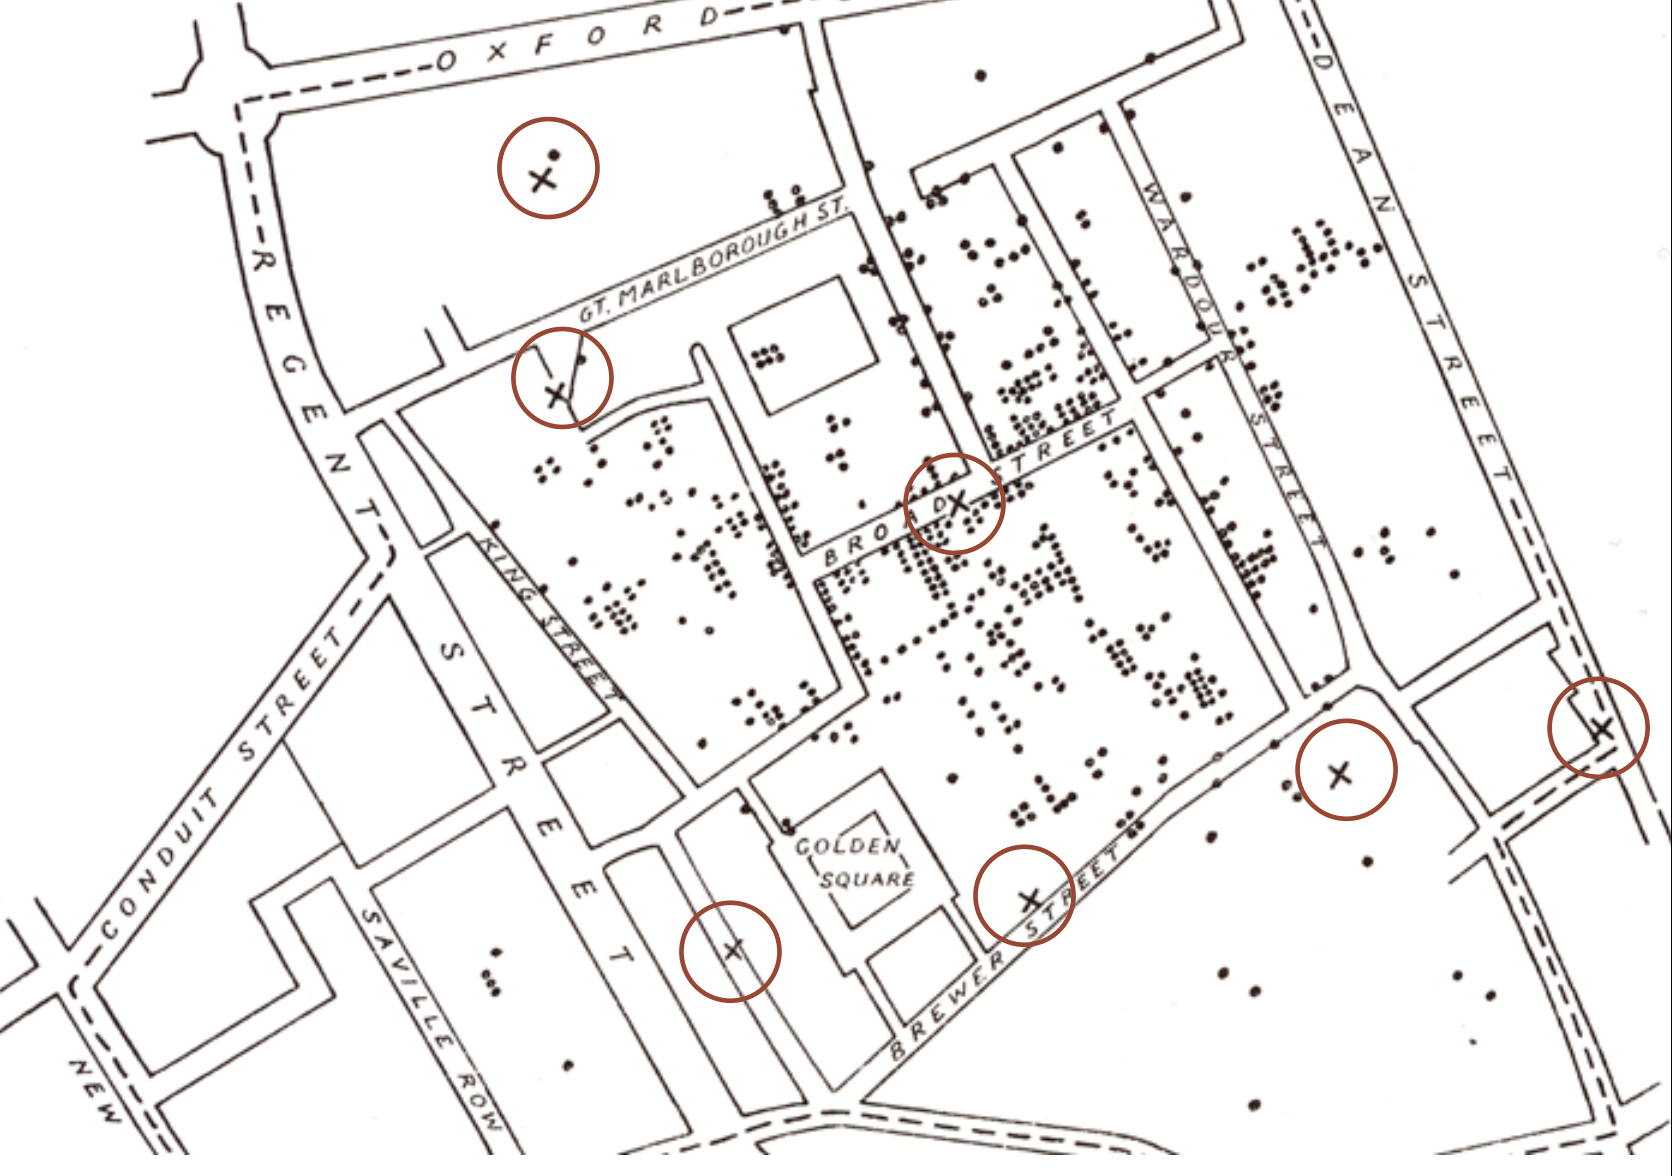 OXFORD
REGENT
STREET
GT. MARLBOROUGH ST.
WARDOUR
STREET
DEAN STREET
BROAD
STREET
KING STREET
CONDUIT STREET
GOLDEN
SQUARE
BREWER STREET
SAVILLE ROW
NEW